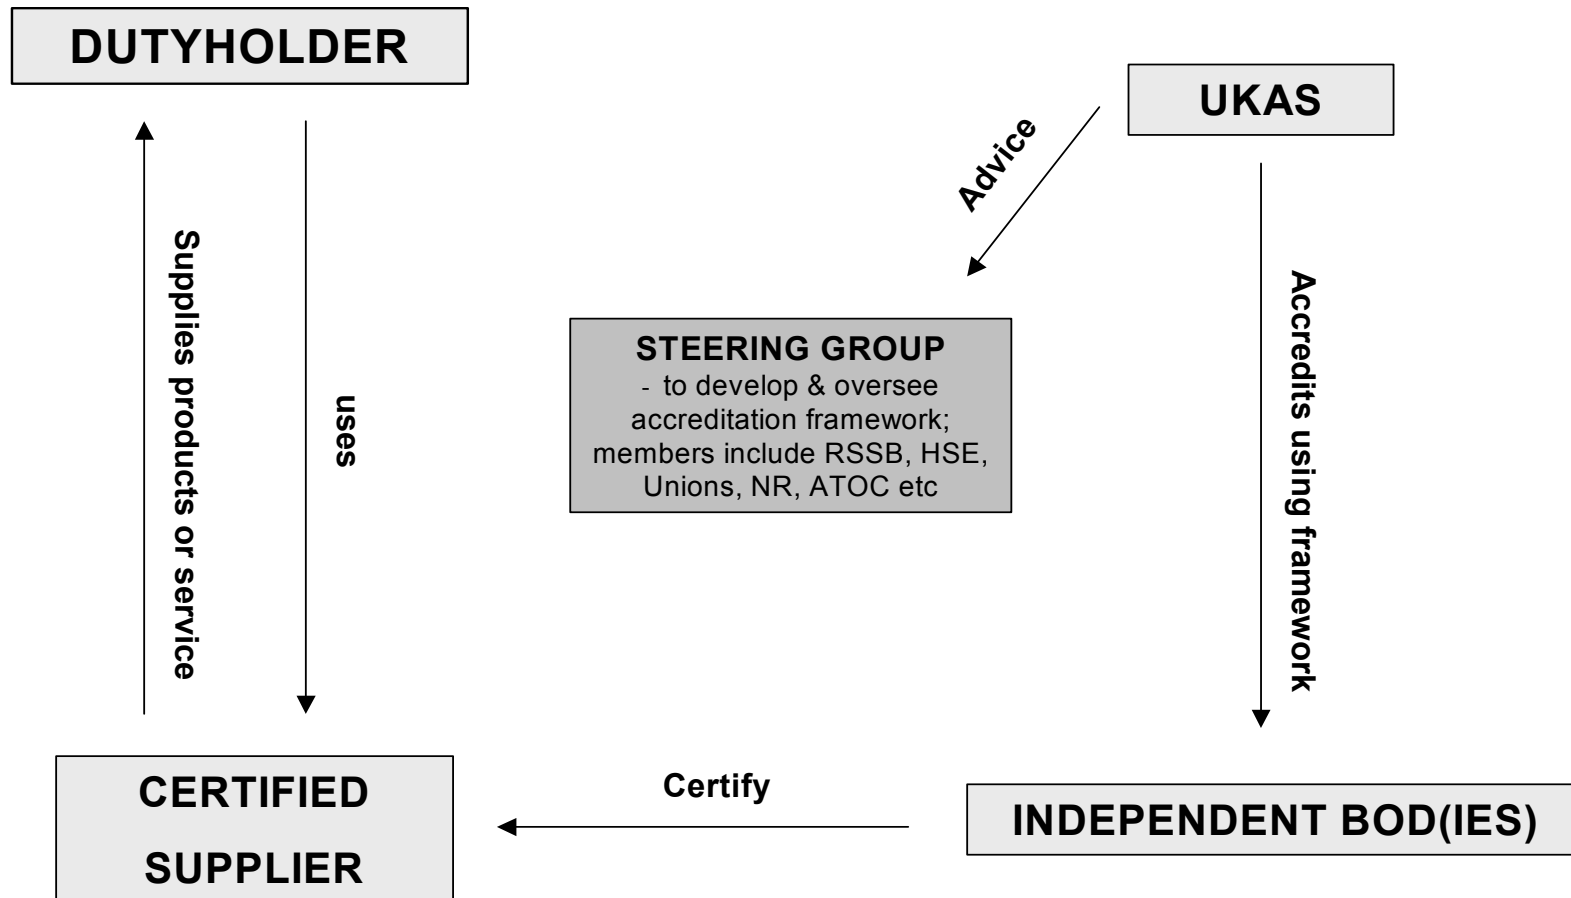 DUTYHOLDER
UKAS
Advice
Supplies products or service
uses
Accredits using framework
STEERING GROUP
- to develop & oversee
accreditation framework;
members include RSSB, HSE,
Unions, NR, ATOC etc
CERTIFIED
SUPPLIER
Certify
INDEPENDENT BOD(IES)